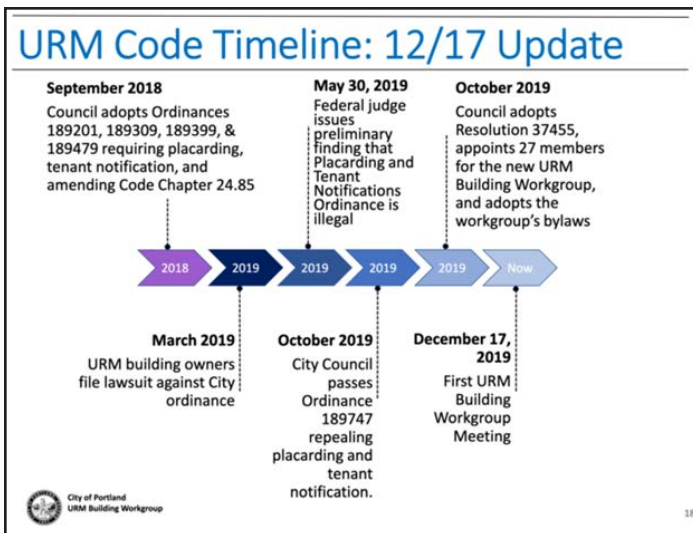 URM Code Timeline: 12/17 Update
September 2018
Council adopts Ordinances
189201, 189309, 189399, &
189479 requiring placarding,
tenant notification, and
amending Code Chapter 24.85
May 30, 2019
Federal judge
issues
preliminary
finding that
Placarding and
Tenant
Notifications
Ordinance is
illegal
October 2019
Council adopts
Resolution 37455,
appoints 27 members
for the new URM
Building Workgroup,
and adopts the
workgroup's bylaws
2018
2019
2019
2019
2019
Now
March 2019
URM building owners
file lawsuit against City
ordinance
October 2019
City Council
passes
Ordinance
189747
repealing
placarding and
tenant
notification.
December 17,
2019
First URM
Building
Workgroup
Meeting
City of Portland
URM Building Workgroup
18